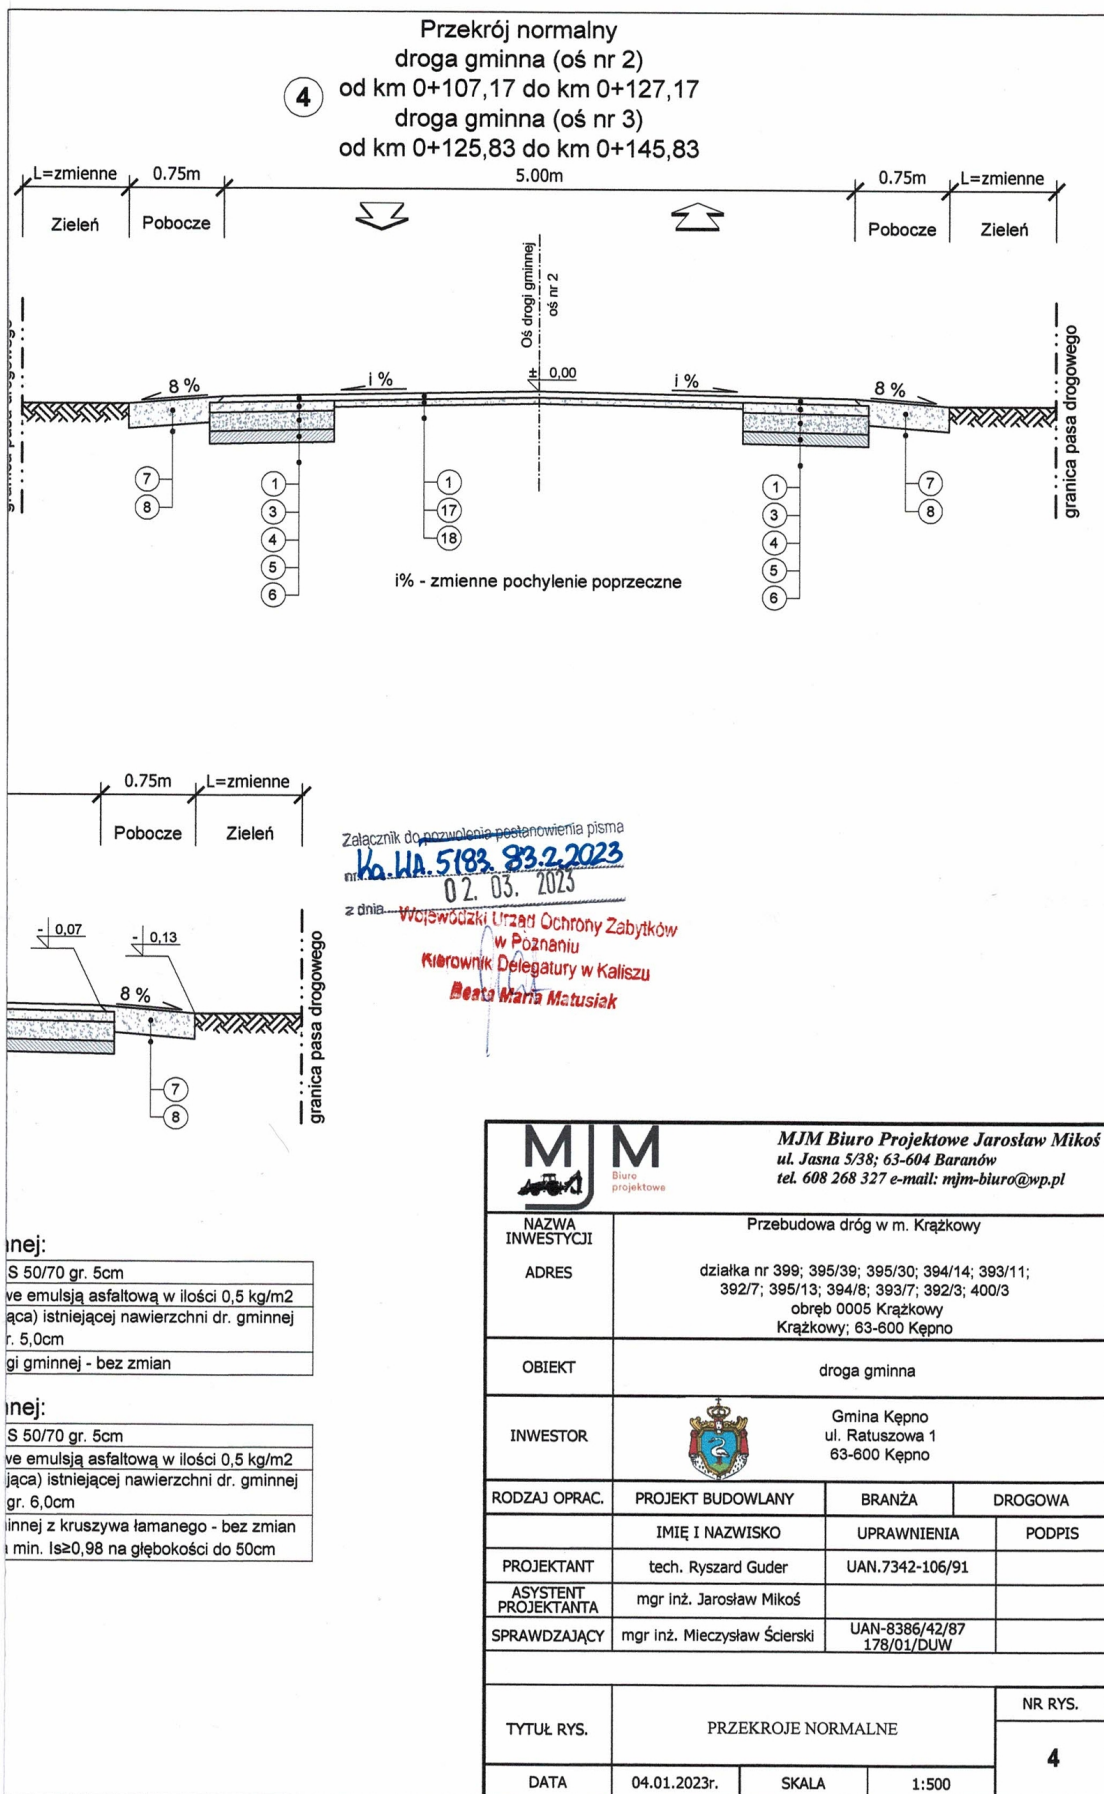 Przekrój normalny
droga gminna (oś nr 2)
4 od km 0+107,17 do km 0+127,17
droga gminna (oś nr 3)
od km 0+125,83 do km 0+145,83
L=zmienne 0.75m 5.00m 0.75m L=zmienne
Zieleń Pobocze Pobocze Zieleń
Oś drogi gminnej
oś nr 2
± 0,00
8 % i % i % 8 %
granica pasa drogowego
7
8
1
3
4
5
6
1
17
18
1
3
4
5
6
7
8
granica pasa drogowego
i% - zmienne pochylenie poprzeczne
0.75m L=zmienne
Pobocze Zieleń
- 0,07 - 0,13
8 %
7
8
granica pasa drogowego
Załącznik do pozwolenia postanowienia pisma
nr Ka.WA.5183.83.2.2023
z dnia 02. 03. 2023
Wojewódzki Urząd Ochrony Zabytków
w Poznaniu
Kierownik Delegatury w Kaliszu
Beata Maria Matusiak
nnej:
S 50/70 gr. 5cm
we emulsją asfaltową w ilości 0,5 kg/m2
ąca) istniejącej nawierzchni dr. gminnej
r. 5,0cm
gi gminnej - bez zmian
nnej:
S 50/70 gr. 5cm
we emulsją asfaltową w ilości 0,5 kg/m2
jąca) istniejącej nawierzchni dr. gminnej
gr. 6,0cm
innej z kruszywa łamanego - bez zmian
min. Is≥0,98 na głębokości do 50cm
MJM
Biuro
projektowe
MJM Biuro Projektowe Jarosław Mikoś
ul. Jasna 5/38; 63-604 Baranów
tel. 608 268 327 e-mail: mjm-biuro@wp.pl
NAZWA
INWESTYCJI
Przebudowa dróg w m. Krążkowy
ADRES
działka nr 399; 395/39; 395/30; 394/14; 393/11;
392/7; 395/13; 394/8; 393/7; 392/3; 400/3
obręb 0005 Krążkowy
Krążkowy; 63-600 Kępno
OBIEKT droga gminna
INWESTOR
Gmina Kępno
ul. Ratuszowa 1
63-600 Kępno
RODZAJ OPRAC. PROJEKT BUDOWLANY BRANŻA DROGOWA
IMIĘ I NAZWISKO UPRAWNIENIA PODPIS
PROJEKTANT tech. Ryszard Guder UAN.7342-106/91
ASYSTENT
PROJEKTANTA
mgr inż. Jarosław Mikoś
SPRAWDZAJĄCY mgr inż. Mieczysław Ścierski UAN-8386/42/87
178/01/DUW
TYTUŁ RYS. PRZEKROJE NORMALNE
NR RYS.
4
DATA 04.01.2023r. SKALA 1:500